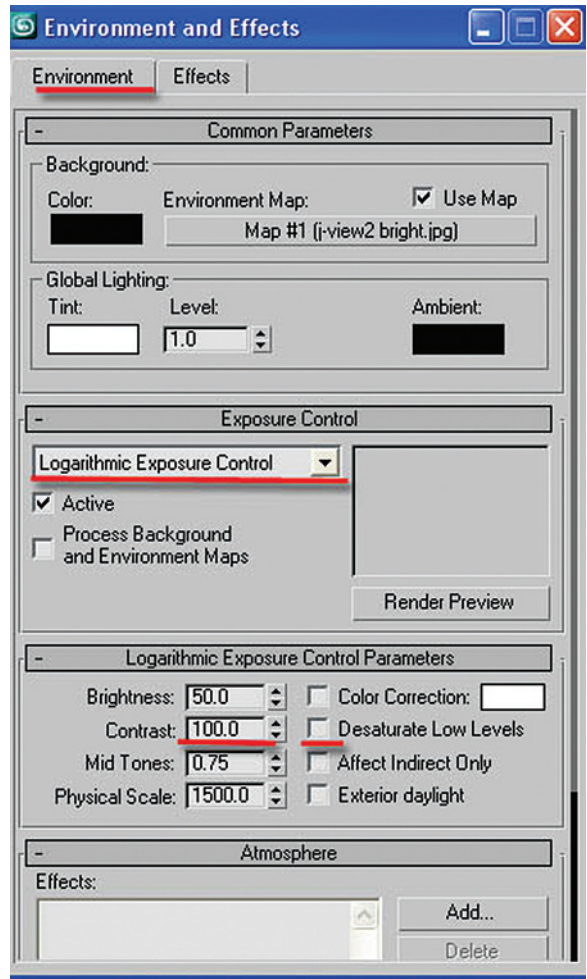 Environment and Effects
Environment Effects
- Common Parameters
Background:
Color: Environment Map: Use Map
Map #1 (j-view2 bright.jpg)
Global Lighting:
Tint: Level: Ambient:
1.0
- Exposure Control
Logarithmic Exposure Control
Active
Process Background
and Environment Maps
Render Preview
- Logarithmic Exposure Control Parameters
Brightness: 50.0 Color Correction:
Contrast: 100.0 Desaturate Low Levels
Mid Tones: 0.75 Affect Indirect Only
Physical Scale: 1500.0 Exterior daylight
- Atmosphere
Effects:
Add...
Delete